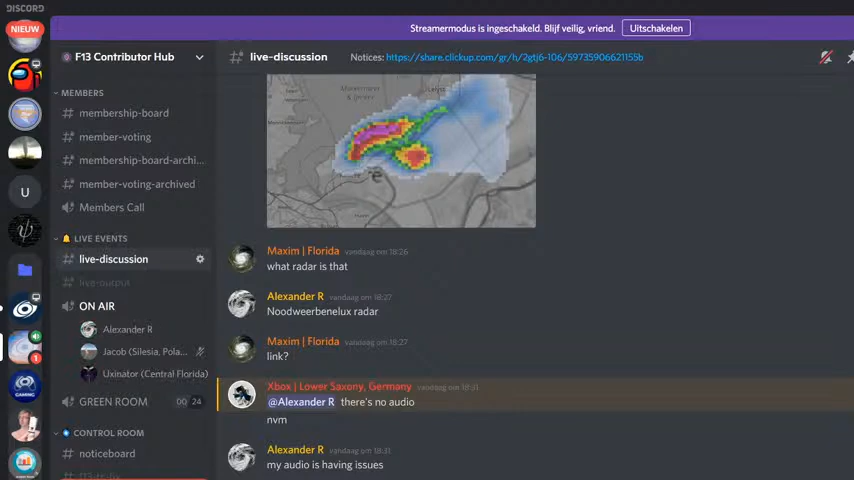 DISCORD
NIEUW
Streamermodus is ingeschakeld. Blijf veilig, vriend.
Uitschakelen
F13 Contributor Hub
live-discussion
Notices: https://share.clickup.com/gr/h/2gtj6-106/59735906621155b
MEMBERS
membership-board
member-voting
membership-board-archi...
member-voting-archived
Members Call
U
LIVE EVENTS
live-discussion
live-output
ON AIR
Alexander R
Jacob (Silesia, Pola...
Uxinator (Central Florida)
GREEN ROOM
00 24
CONTROL ROOM
noticeboard
1
GAMING
Maxim | Florida vandaag om 18:26
what radar is that
Alexander R vandaag om 18:27
Noodweerbenelux radar
Maxim | Florida vandaag om 18:27
link?
Xbox | Lower Saxony, Germany vandaag om 18:31
@Alexander R there's no audio
nvm
Alexander R vandaag om 18:31
my audio is having issues